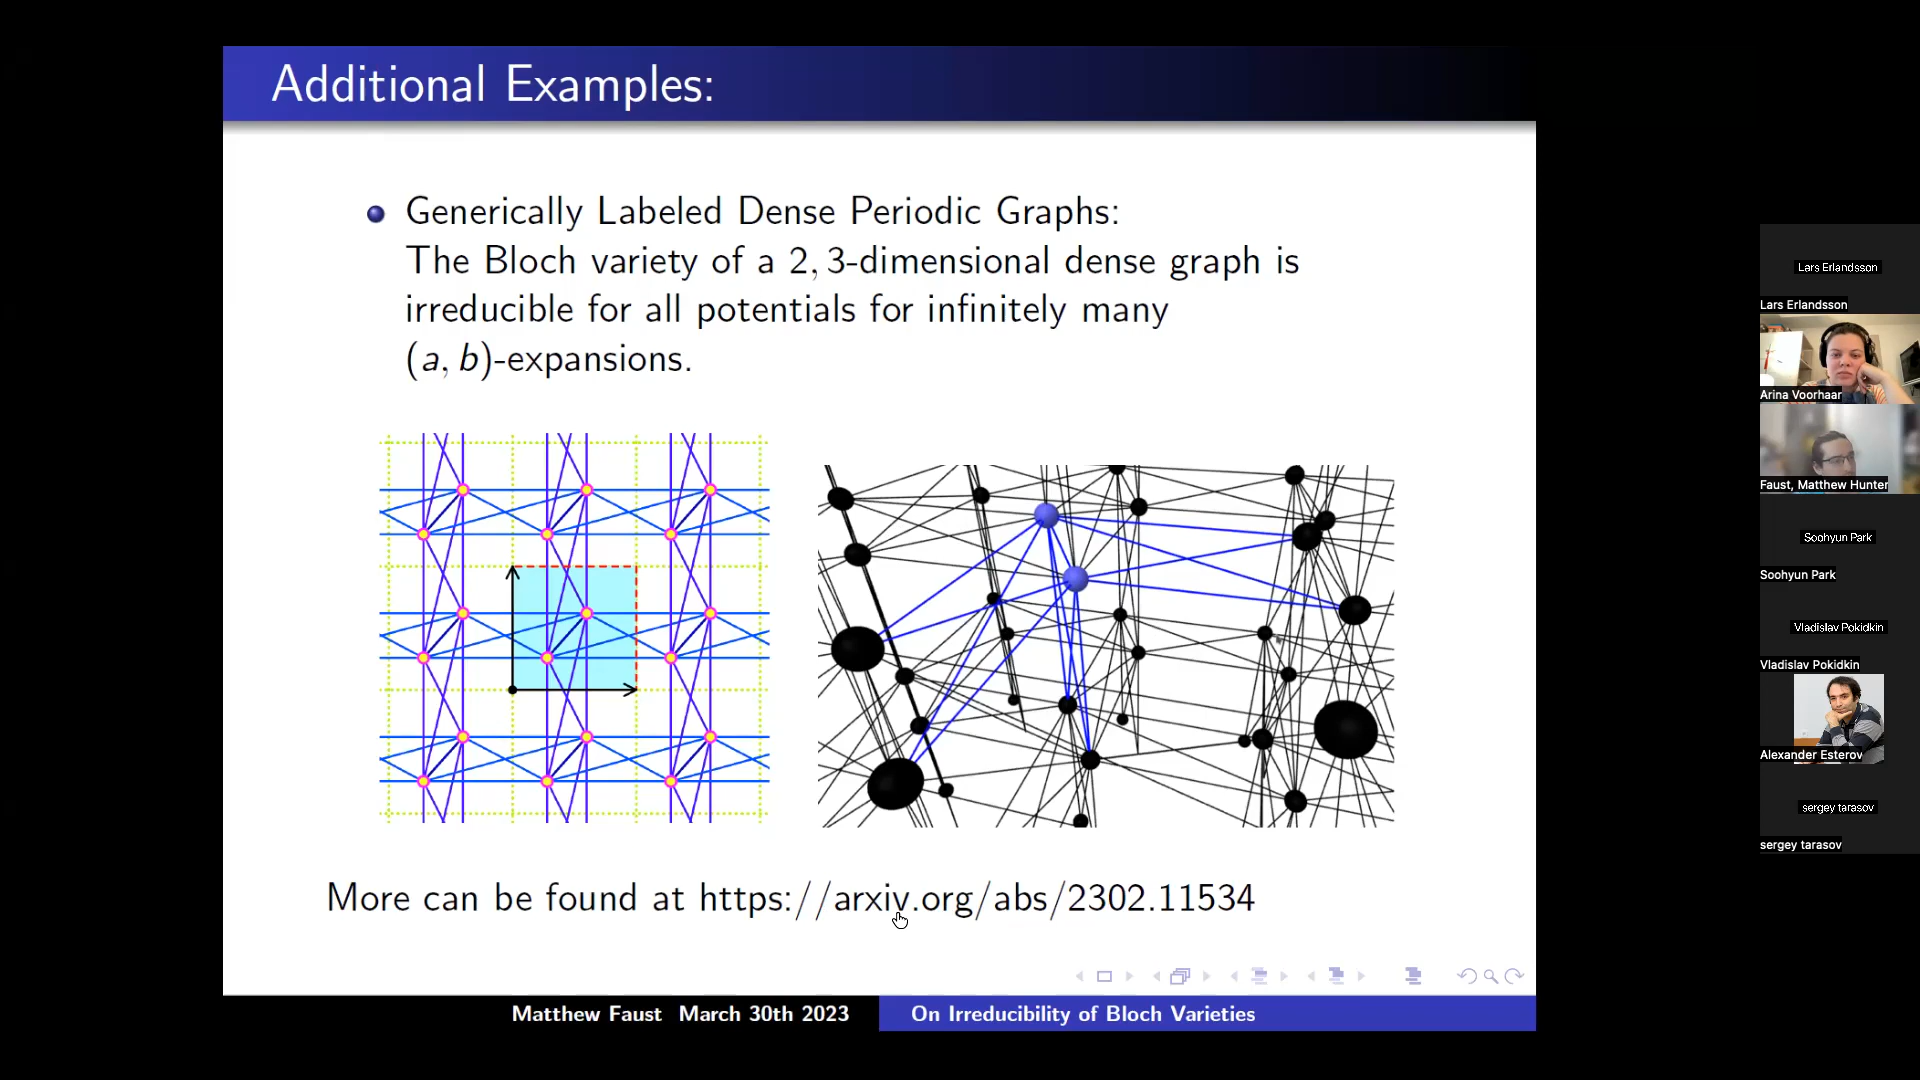 Additional Examples:
Generically Labeled Dense Periodic Graphs:
The Bloch variety of a 2, 3-dimensional dense graph is
irreducible for all potentials for infinitely many
(a, b)-expansions.
More can be found at https://arxiv.org/abs/2302.11534
Matthew Faust March 30th 2023
On Irreducibility of Bloch Varieties
Lars Erlandsson
Lars Erlandsson
Arina Voorhaar
Faust, Matthew Hunter
Soohyun Park
Soohyun Park
Vladislav Pokidkin
Vladislav Pokidkin
Alexander Esterov
sergey tarasov
sergey tarasov